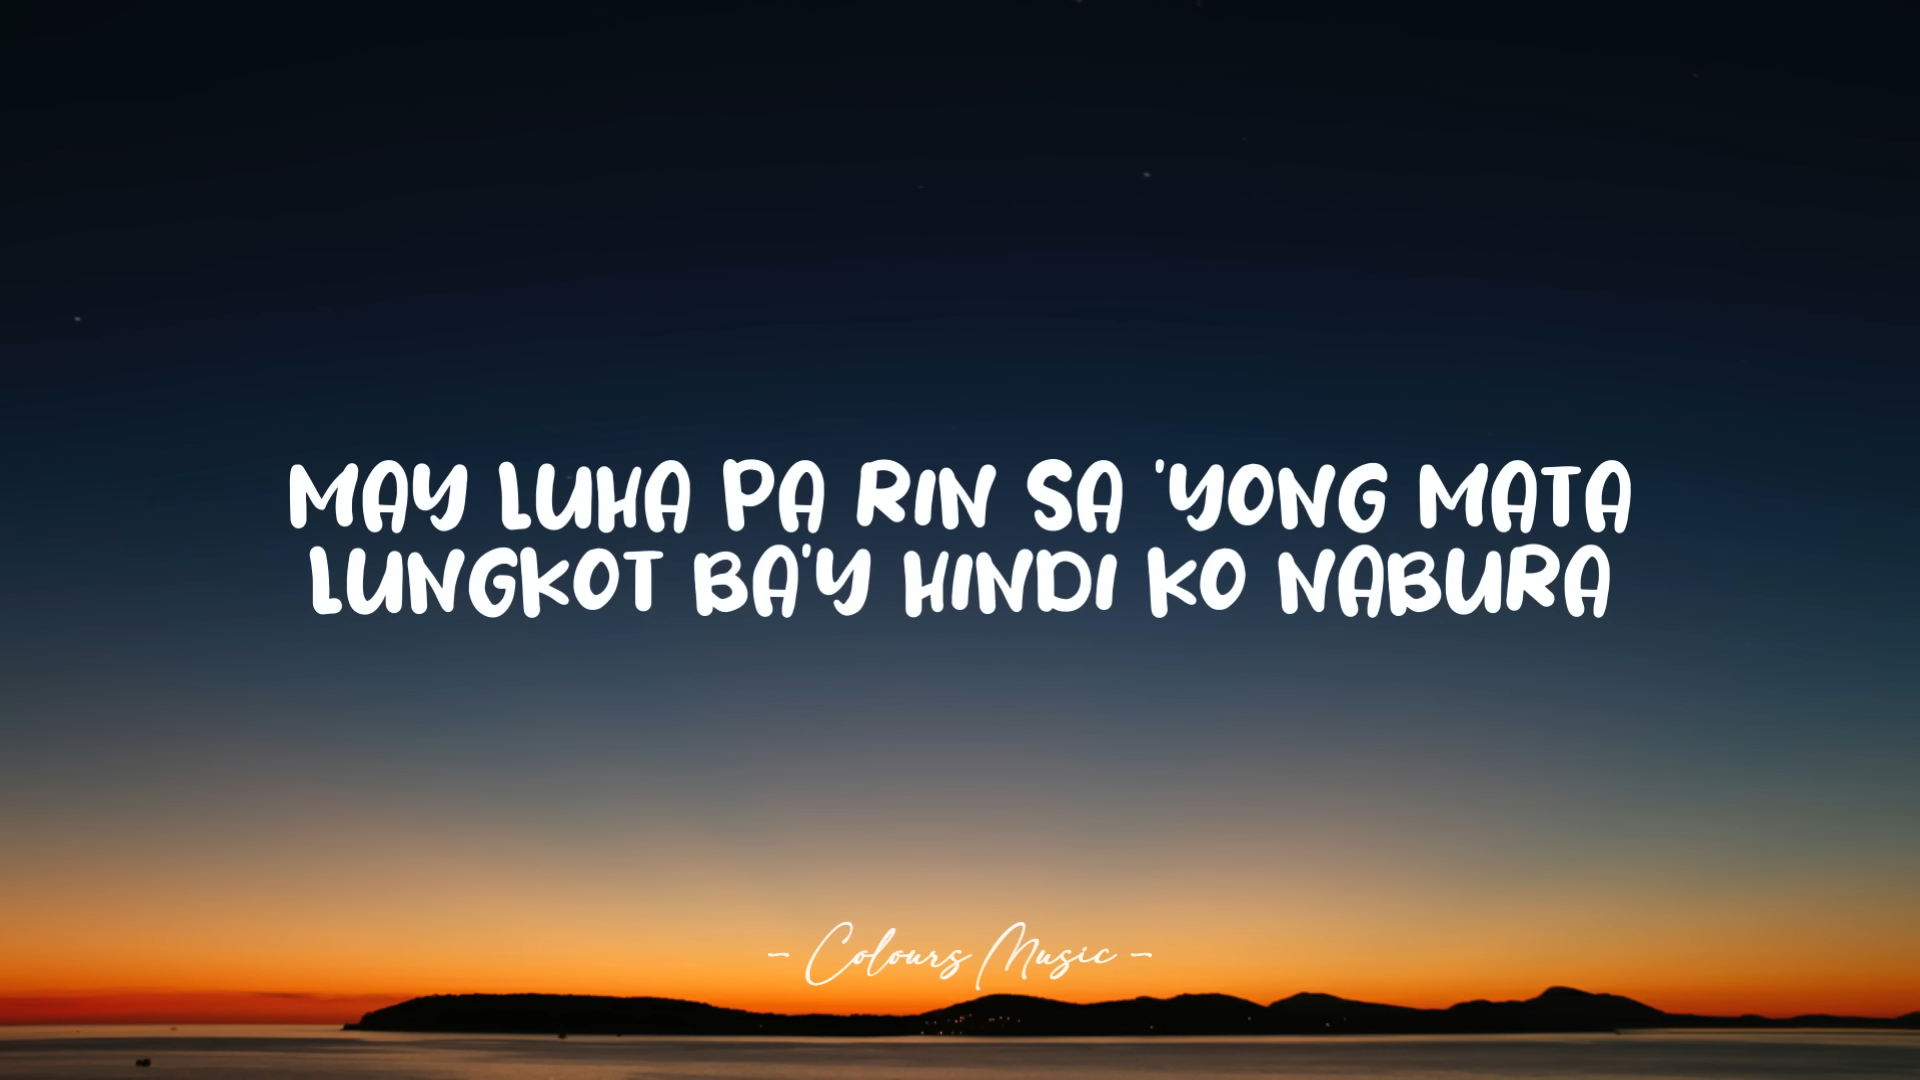 MAY LUHA PA RIN SA 'YONG MATA
LUNGKOT BA'Y HINDI KO NABURA
- Colours Music -